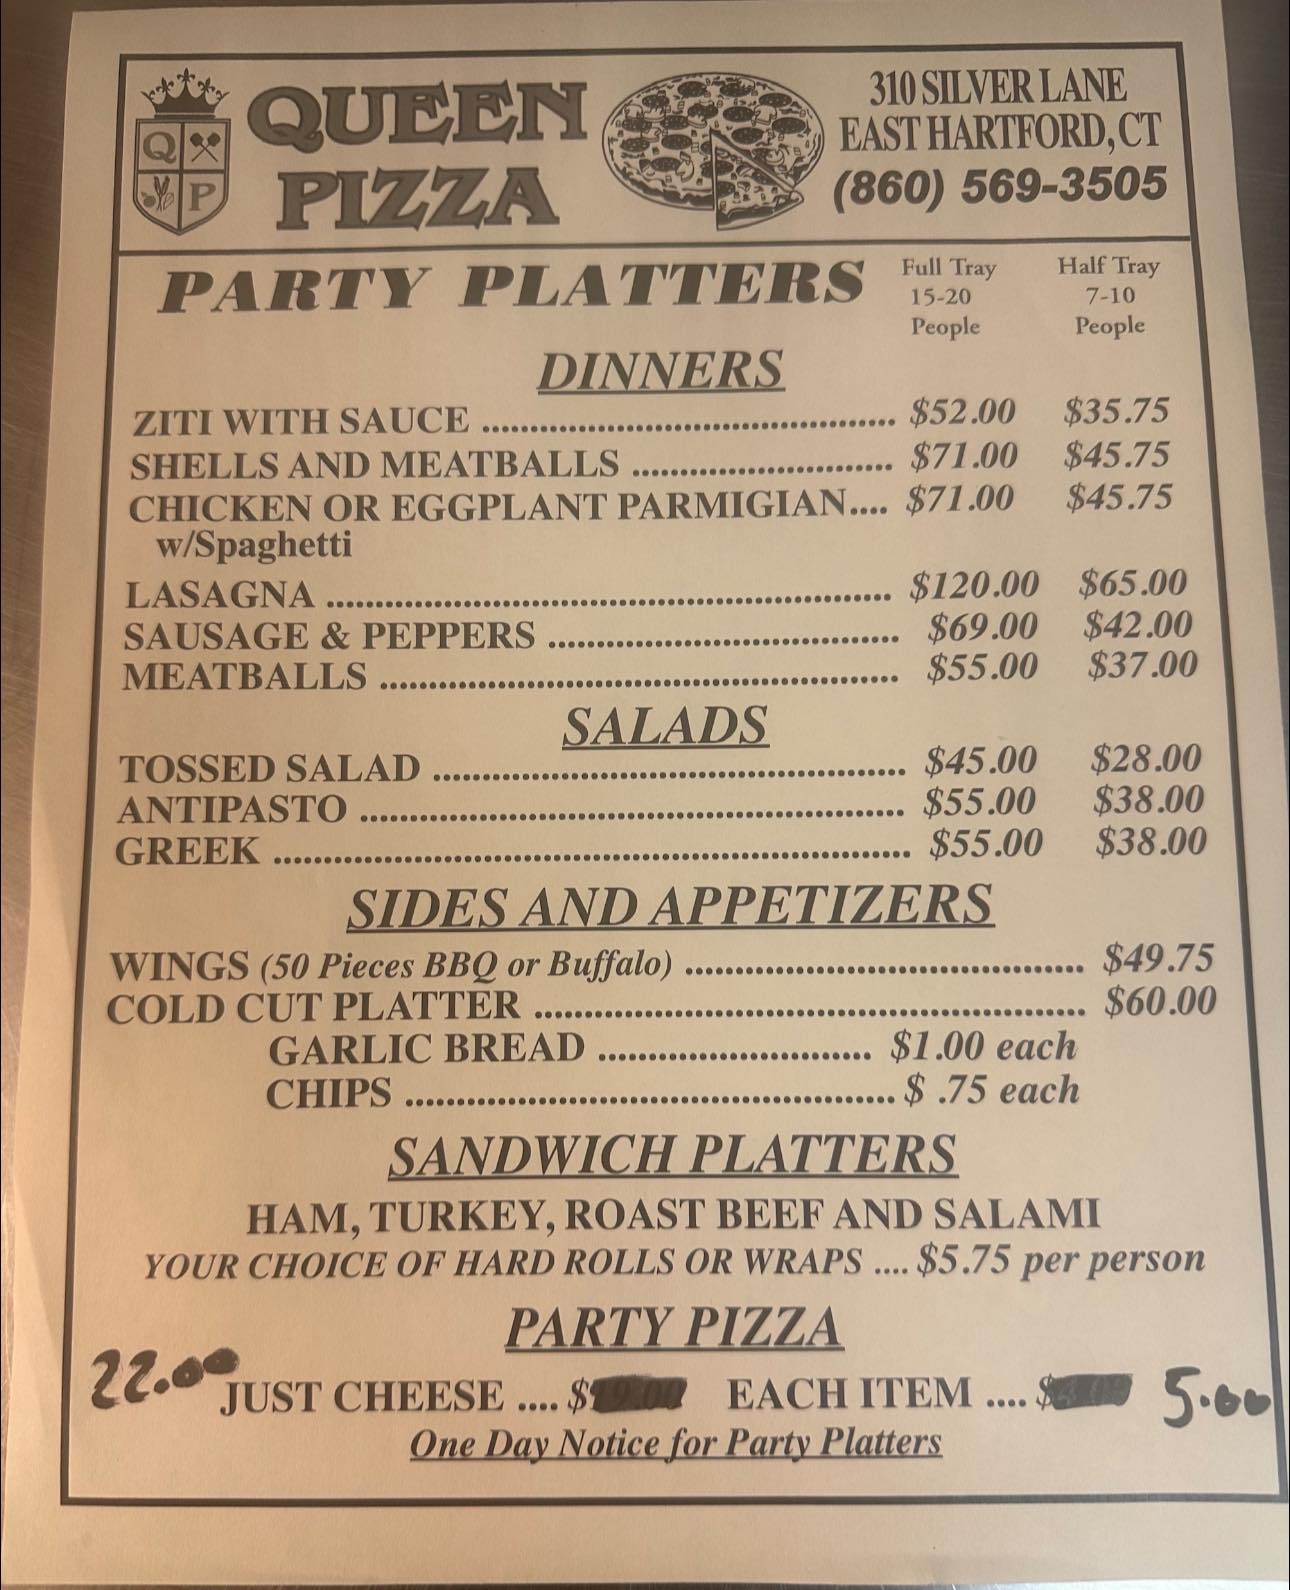 QUEEN
PIZZA
Q
P
310 SILVER LANE
EAST HARTFORD, CT
(860) 569-3505
PARTY PLATTERS
Full Tray
15-20
People
Half Tray
7-10
People
DINNERS
ZITI WITH SAUCE .......................................... $52.00 $35.75
SHELLS AND MEATBALLS .......................... $71.00 $45.75
CHICKEN OR EGGPLANT PARMIGIAN.... $71.00 $45.75
w/Spaghetti
LASAGNA ........................................................ $120.00 $65.00
SAUSAGE & PEPPERS ................................... $69.00 $42.00
MEATBALLS .................................................... $55.00 $37.00
SALADS
TOSSED SALAD ............................................... $45.00 $28.00
ANTIPASTO ...................................................... $55.00 $38.00
GREEK ............................................................... $55.00 $38.00
SIDES AND APPETIZERS
WINGS (50 Pieces BBQ or Buffalo) ........................................ $49.75
COLD CUT PLATTER ....................................................... $60.00
GARLIC BREAD ........................... $1.00 each
CHIPS ................................................. $ .75 each
SANDWICH PLATTERS
HAM, TURKEY, ROAST BEEF AND SALAMI
YOUR CHOICE OF HARD ROLLS OR WRAPS .... $5.75 per person
PARTY PIZZA
22.00 JUST CHEESE .... $ EACH ITEM .... $ 5.00
One Day Notice for Party Platters